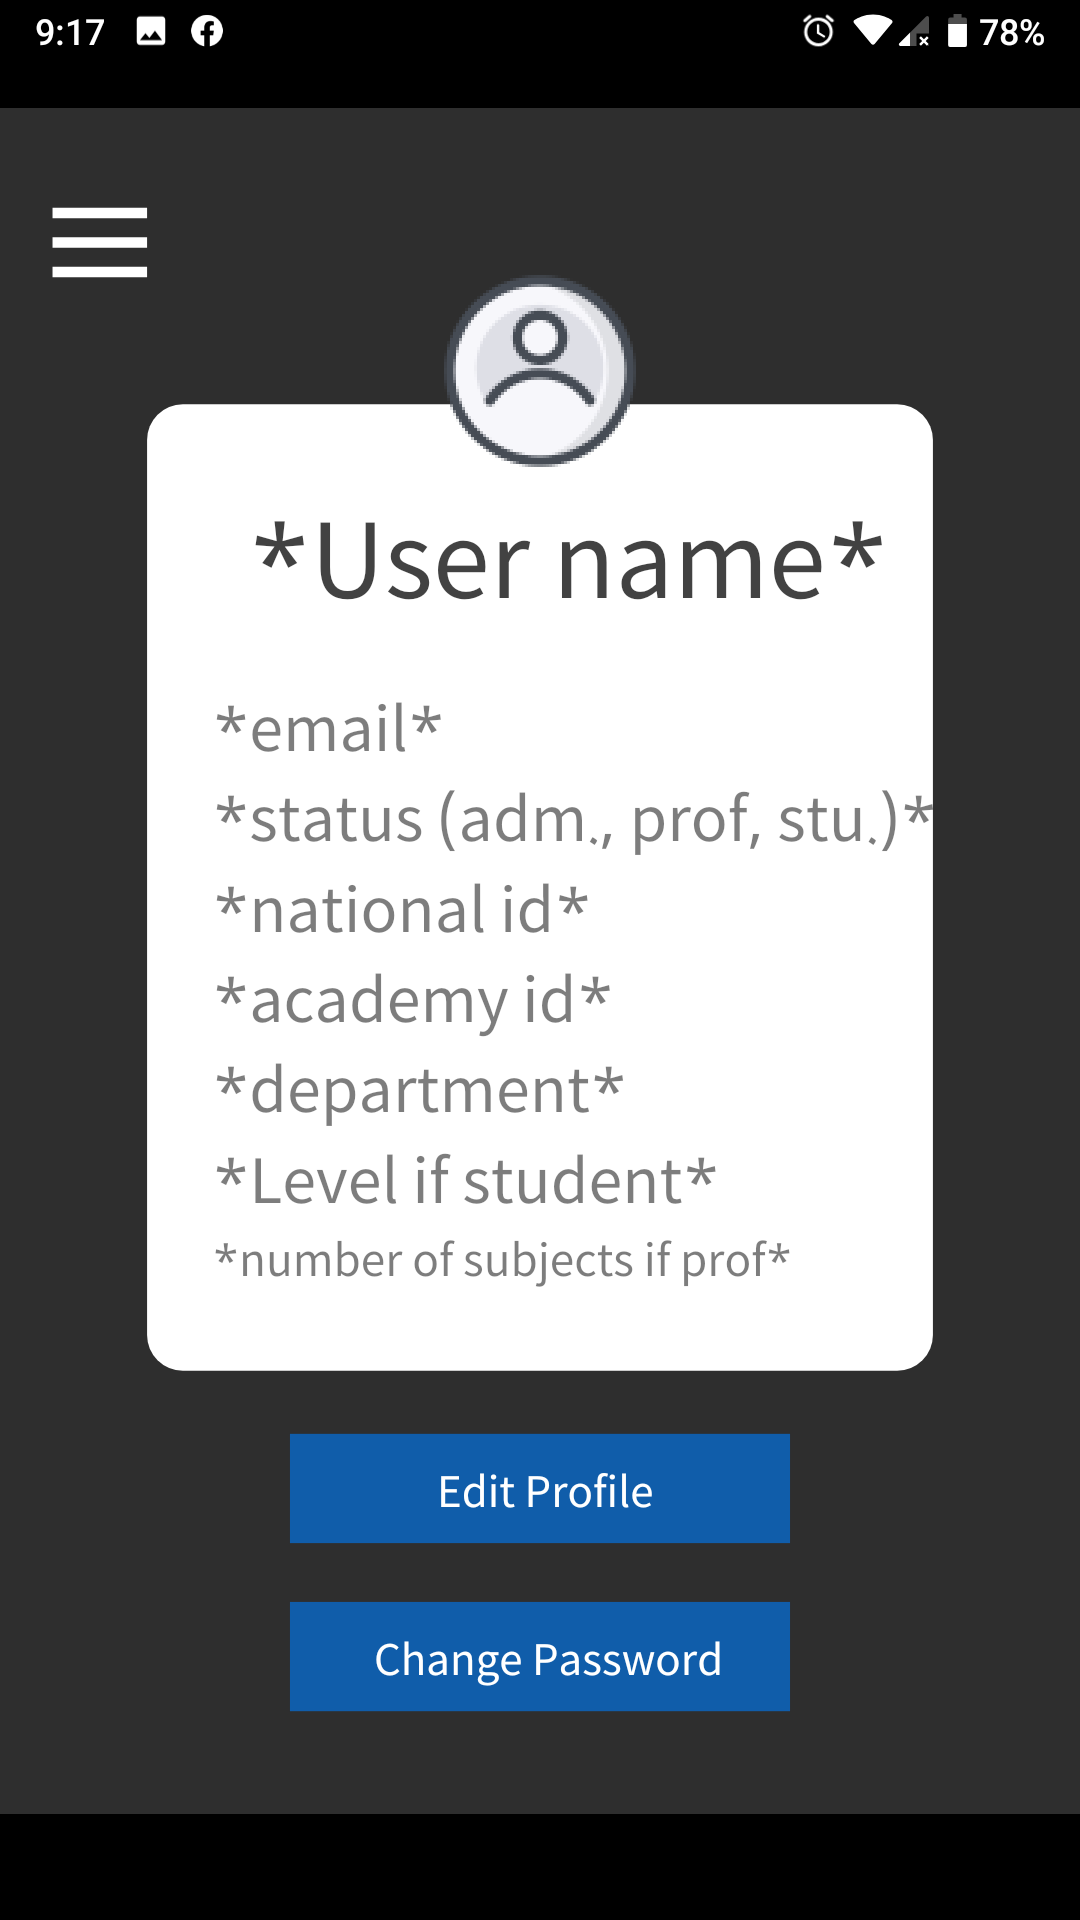 9:17 78%
*User name*
*email*
*status (adm., prof, stu.)*
*national id*
*academy id*
*department*
*Level if student*
*number of subjects if prof*
Edit Profile
Change Password